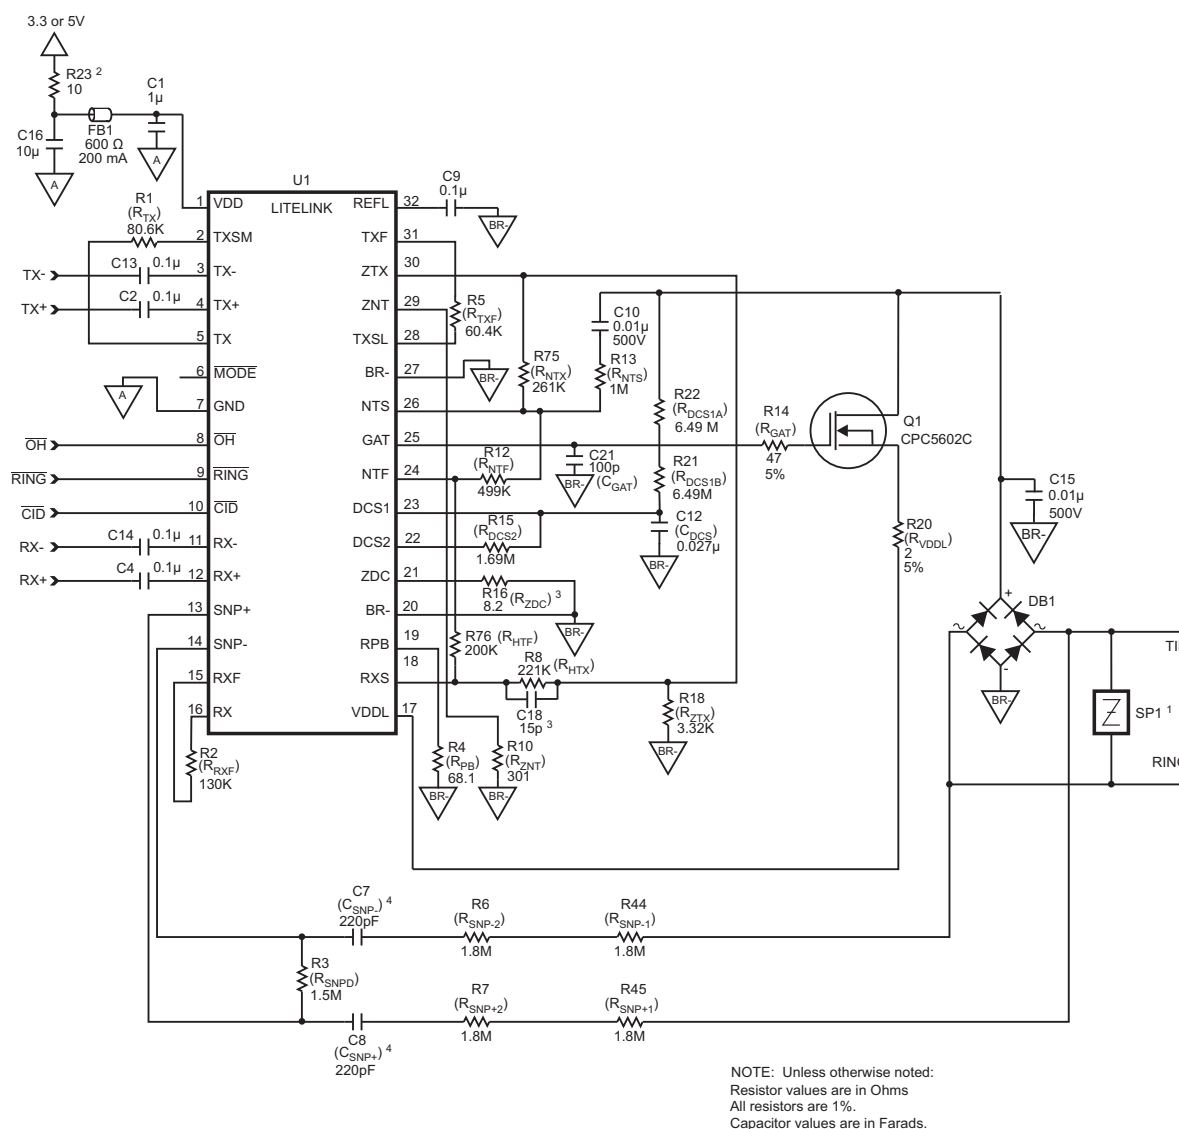 3.3 or 5V
R23 2
10
C1
1µ
C16
10µ
FB1
600 Ω
200 mA
A
A
U1
LITELINK
R1
(RTX)
80.6K
TX-
C13 0.1µ
TX+
C2 0.1µ
A
OH
RING
CID
RX-
C14 0.1µ
RX+
C4 0.1µ
1 VDD
2 TXSM
3 TX-
4 TX+
5 TX
6 MODE
7 GND
8 OH
9 RING
10 CID
11 RX-
12 RX+
13 SNP+
14 SNP-
15 RXF
16 RX
R2
(RRXF)
130K
REFL 32
TXF 31
ZTX 30
ZNT 29
TXSL 28
BR- 27
NTS 26
GAT 25
NTF 24
DCS1 23
DCS2 22
ZDC 21
BR- 20
RPB 19
RXS 18
VDDL 17
C9
0.1µ
BR-
R5
(RTXF)
60.4K
BR-
R75
(RNTX)
261K
C10
0.01µ
500V
R13
(RNTS)
1M
R22
(RDCS1A)
6.49 M
R21
(RDCS1B)
6.49M
R14
(RGAT)
47
5%
Q1
CPC5602C
C21
100p
(CGAT)
BR-
R12
(RNTF)
499K
R15
(RDCS2)
1.69M
C12
(CDCS)
0.027µ
BR-
R16 (RZDC) 3
8.2
BR-
R76 (RHTF)
200K
R8
221K (RHTX)
C18
15p 3
R18
(RZTX)
3.32K
BR-
R4
(RPB)
68.1
BR-
R10
(RZNT)
301
BR-
R20
(RVDDL)
2
5%
C15
0.01µ
500V
BR-
DB1
+
~
~
-
BR-
TI
SP1 1
RING
C7
(CSNP-) 4
220pF
R6
(RSNP-2)
1.8M
R44
(RSNP-1)
1.8M
R3
(RSNPD)
1.5M
C8
(CSNP+) 4
220pF
R7
(RSNP+2)
1.8M
R45
(RSNP+1)
1.8M
NOTE: Unless otherwise noted:
Resistor values are in Ohms
All resistors are 1%.
Capacitor values are in Farads.